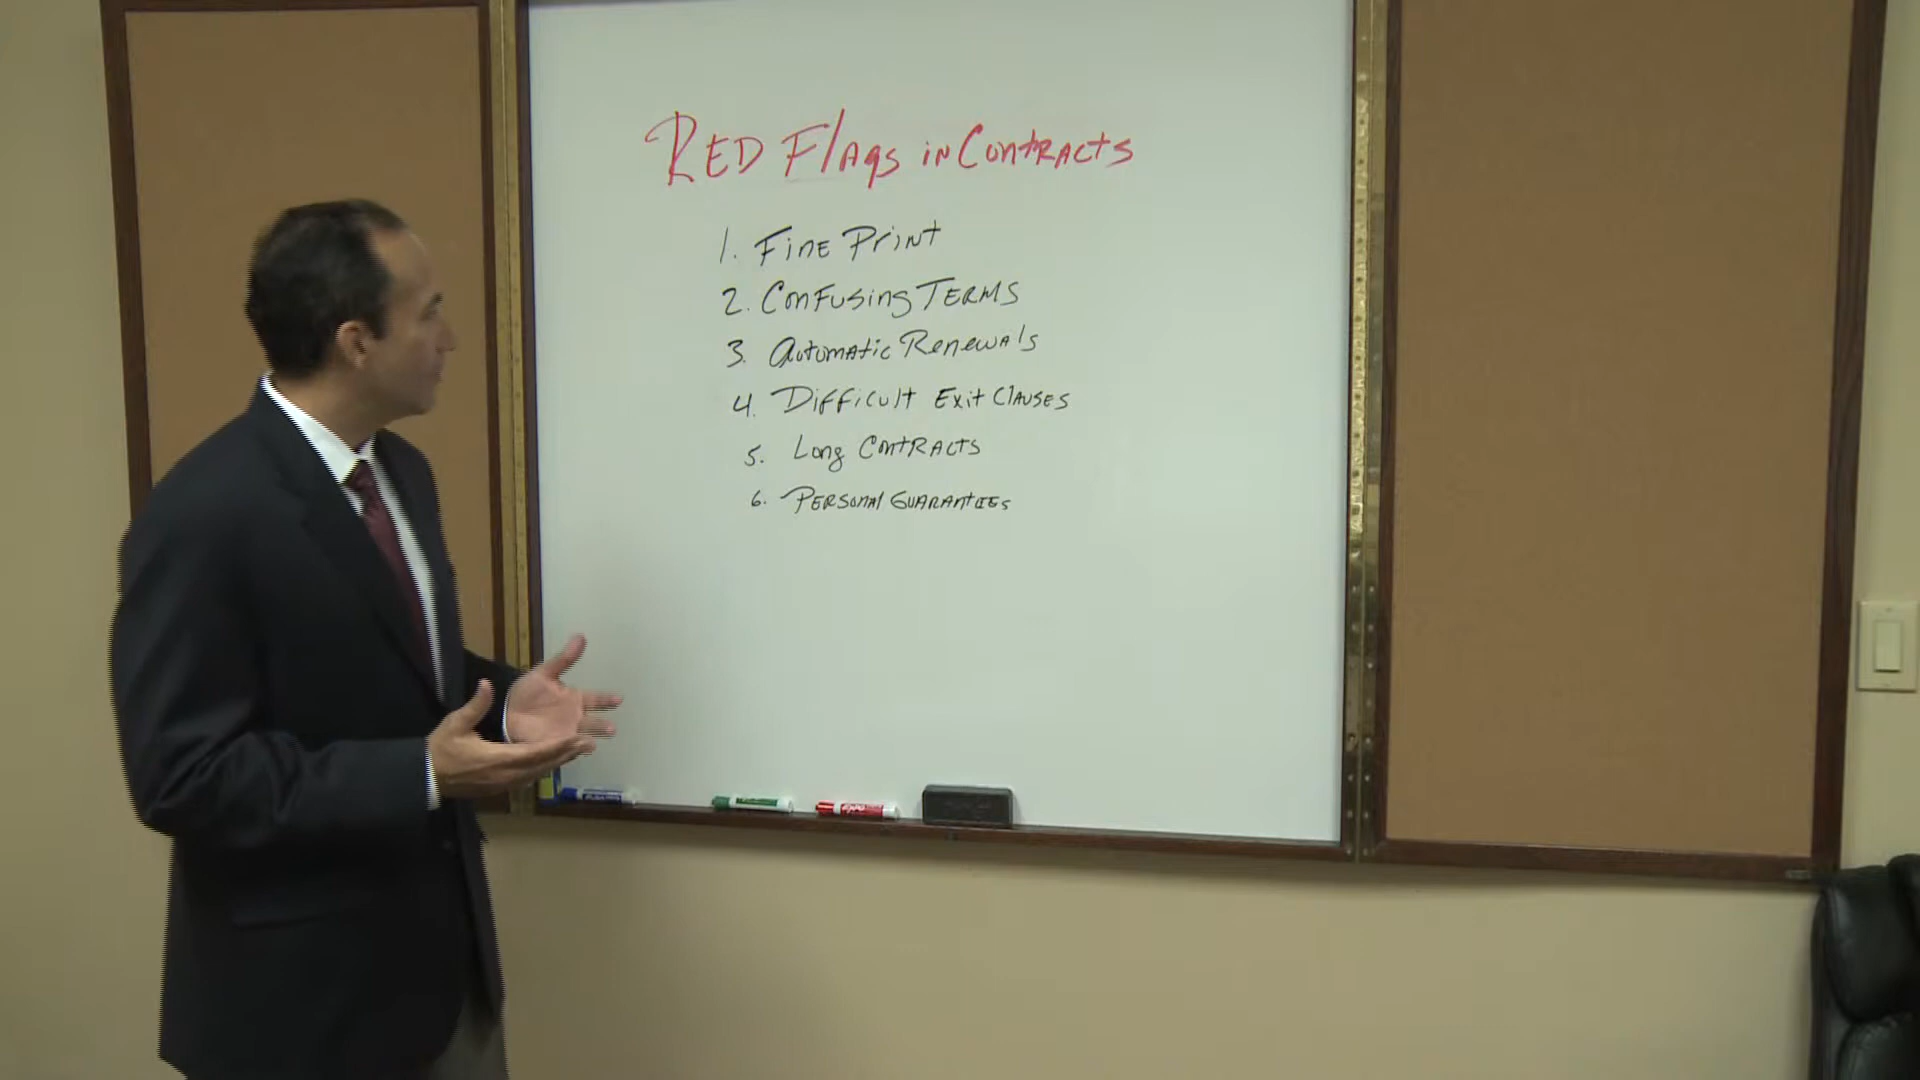 RED Flags in Contracts
1. Fine Print
2. Confusing Terms
3. Automatic Renewals
4. Difficult Exit Clauses
5. Long Contracts
6. Personal Guarantees